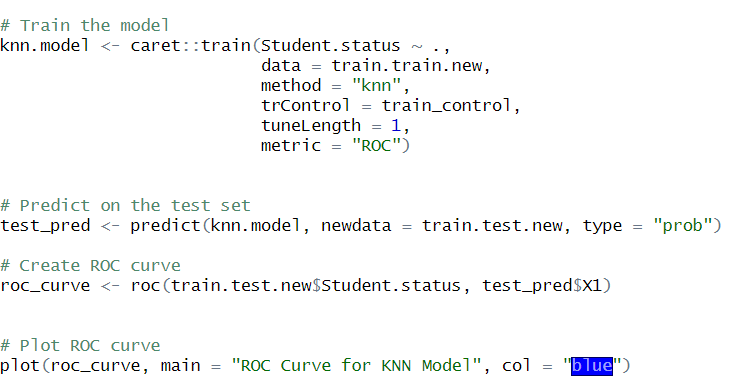 # Train the model
knn.model <- caret::train(Student.status ~ .,
                          data = train.train.new,
                          method = "knn",
                          trControl = train_control,
                          tuneLength = 1,
                          metric = "ROC")
# Predict on the test set
test_pred <- predict(knn.model, newdata = train.test.new, type = "prob")
# Create ROC curve
roc_curve <- roc(train.test.new$Student.status, test_pred$X1)
# Plot ROC curve
plot(roc_curve, main = "ROC Curve for KNN Model", col = "blue")